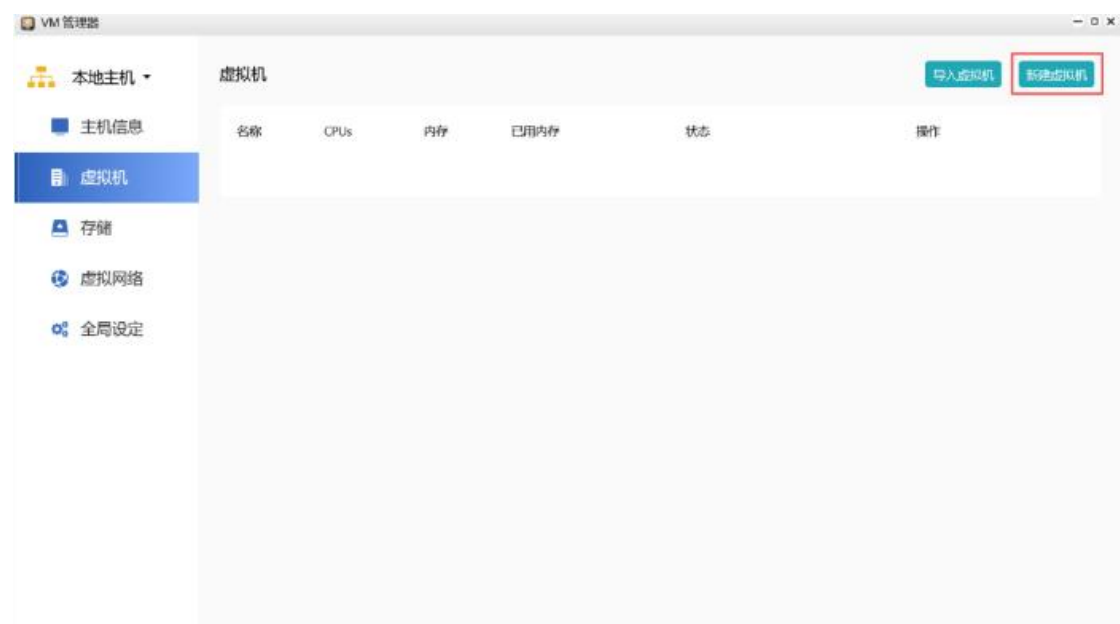 VM 管理器
本地主机
虚拟机
导入虚拟机
新建虚拟机
主机信息
名称 CPUs 内存 已用内存 状态 操作
虚拟机
存储
虚拟网络
全局设定